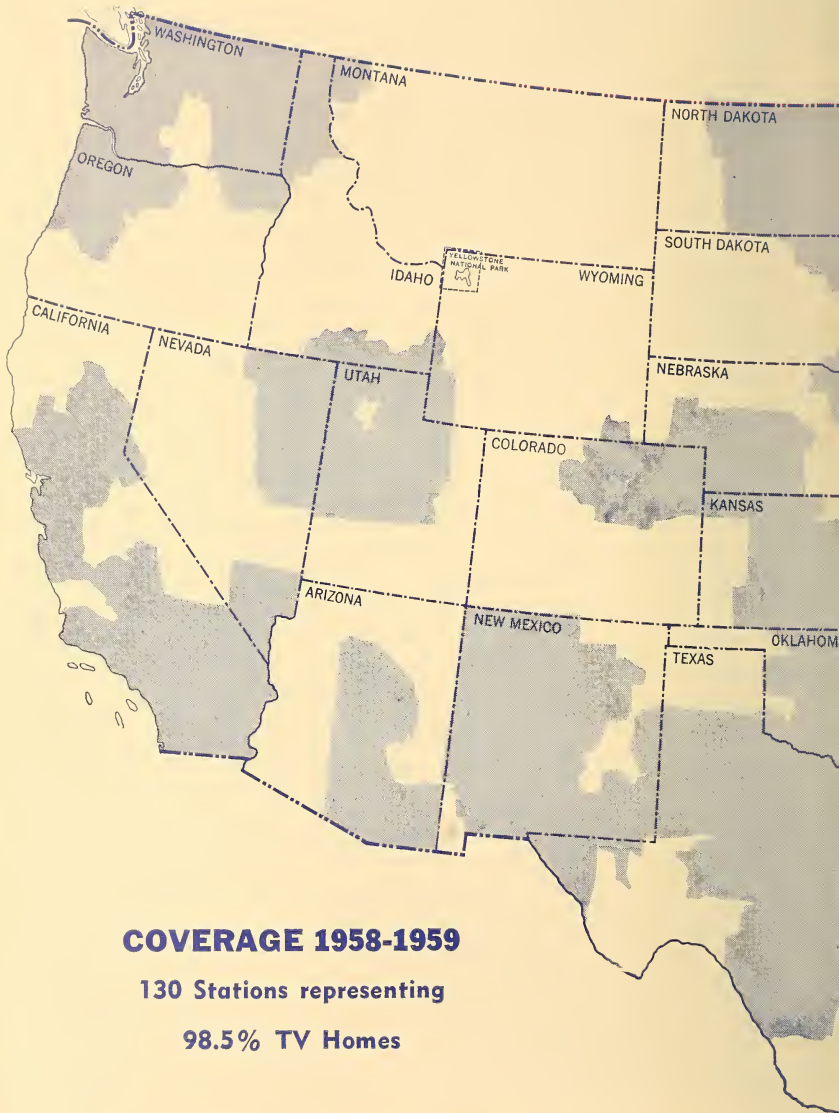 WASHINGTON
MONTANA
NORTH DAKOTA
OREGON
SOUTH DAKOTA
YELLOWSTONE
NATIONAL PARK
IDAHO
WYOMING
CALIFORNIA
NEVADA
UTAH
NEBRASKA
COLORADO
KANSAS
ARIZONA
NEW MEXICO
OKLAHOM
TEXAS
COVERAGE 1958-1959
130 Stations representing
98.5% TV Homes